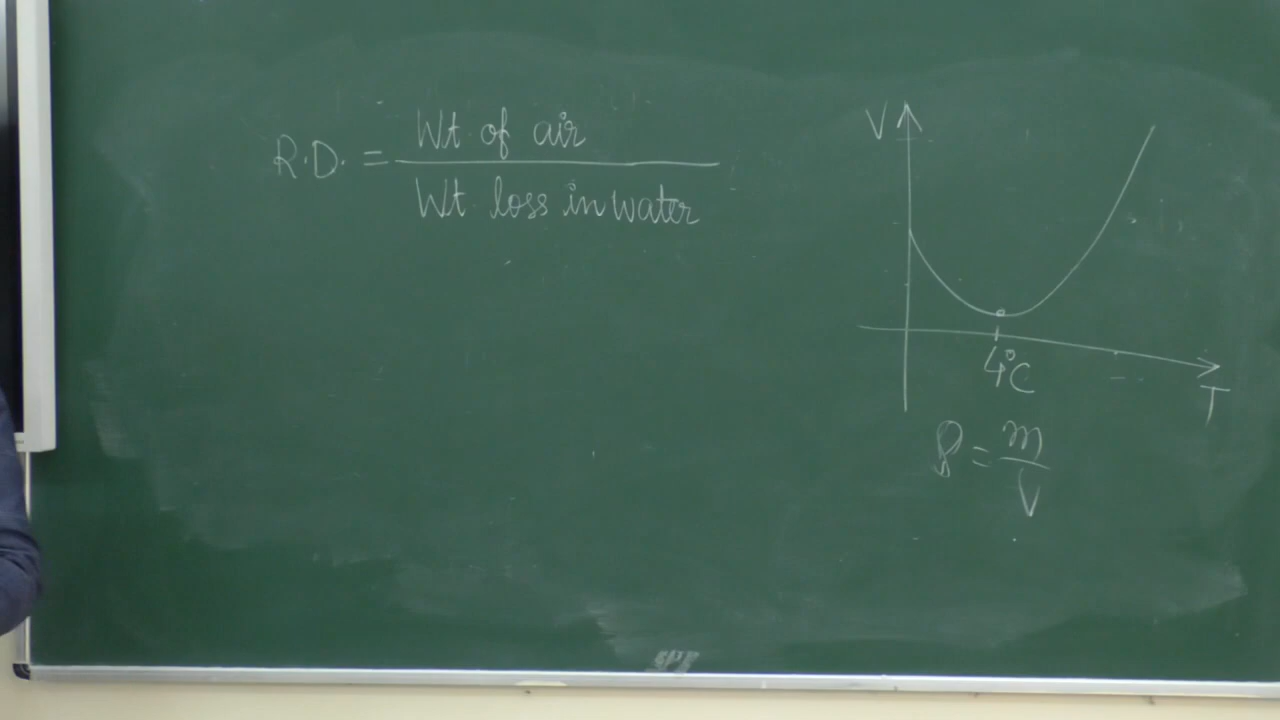 R.D. = Wt. of air / Wt. loss in water
V
4°C
T
ρ = m / V